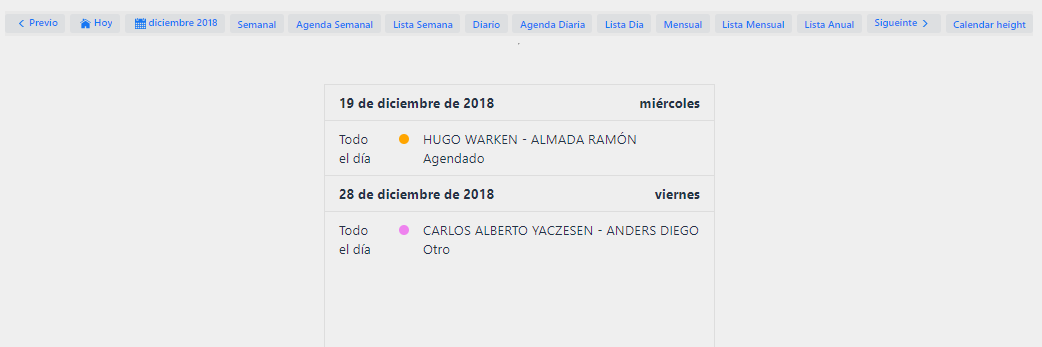 Previo Hoy diciembre 2018 Semanal Agenda Semanal Lista Semana Diario Agenda Diaria Lista Dia Mensual Lista Mensual Lista Anual Sigueinte Calendar height
19 de diciembre de 2018 miércoles
Todo el día HUGO WARKEN - ALMADA RAMÓN
Agendado
28 de diciembre de 2018 viernes
Todo el día CARLOS ALBERTO YACZESEN - ANDERS DIEGO
Otro